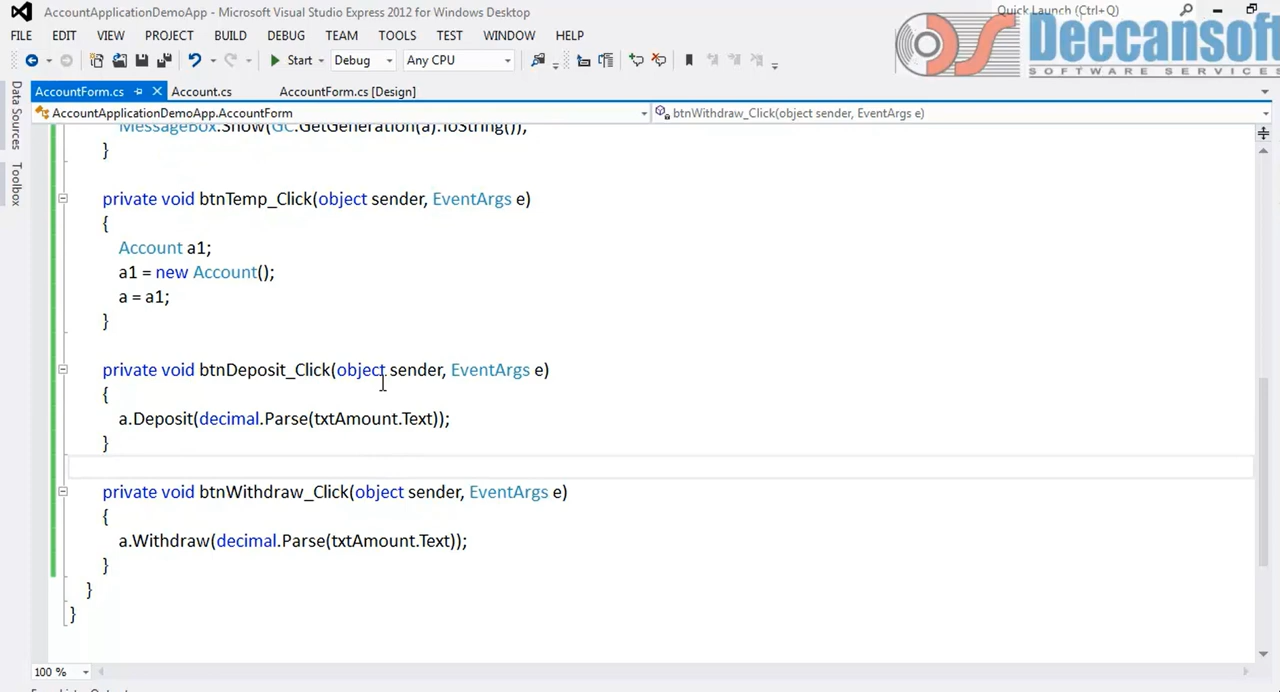 AccountApplicationDemoApp - Microsoft Visual Studio Express 2012 for Windows Desktop
Quick Launch (Ctrl+Q)
Deccansoft
SOFTWARE SERVICES
FILE EDIT VIEW PROJECT BUILD DEBUG TEAM TOOLS TEST WINDOW HELP
Start Debug Any CPU
AccountForm.cs Account.cs AccountForm.cs [Design]
AccountApplicationDemoApp.AccountForm btnWithdraw_Click(object sender, EventArgs e)
Data Sources
Toolbox
MessageBox.Show(GC.GetGeneration(a).ToString());
}
private void btnTemp_Click(object sender, EventArgs e)
{
Account a1;
a1 = new Account();
a = a1;
}
private void btnDeposit_Click(object sender, EventArgs e)
{
a.Deposit(decimal.Parse(txtAmount.Text));
}
private void btnWithdraw_Click(object sender, EventArgs e)
{
a.Withdraw(decimal.Parse(txtAmount.Text));
}
}
}
100 %